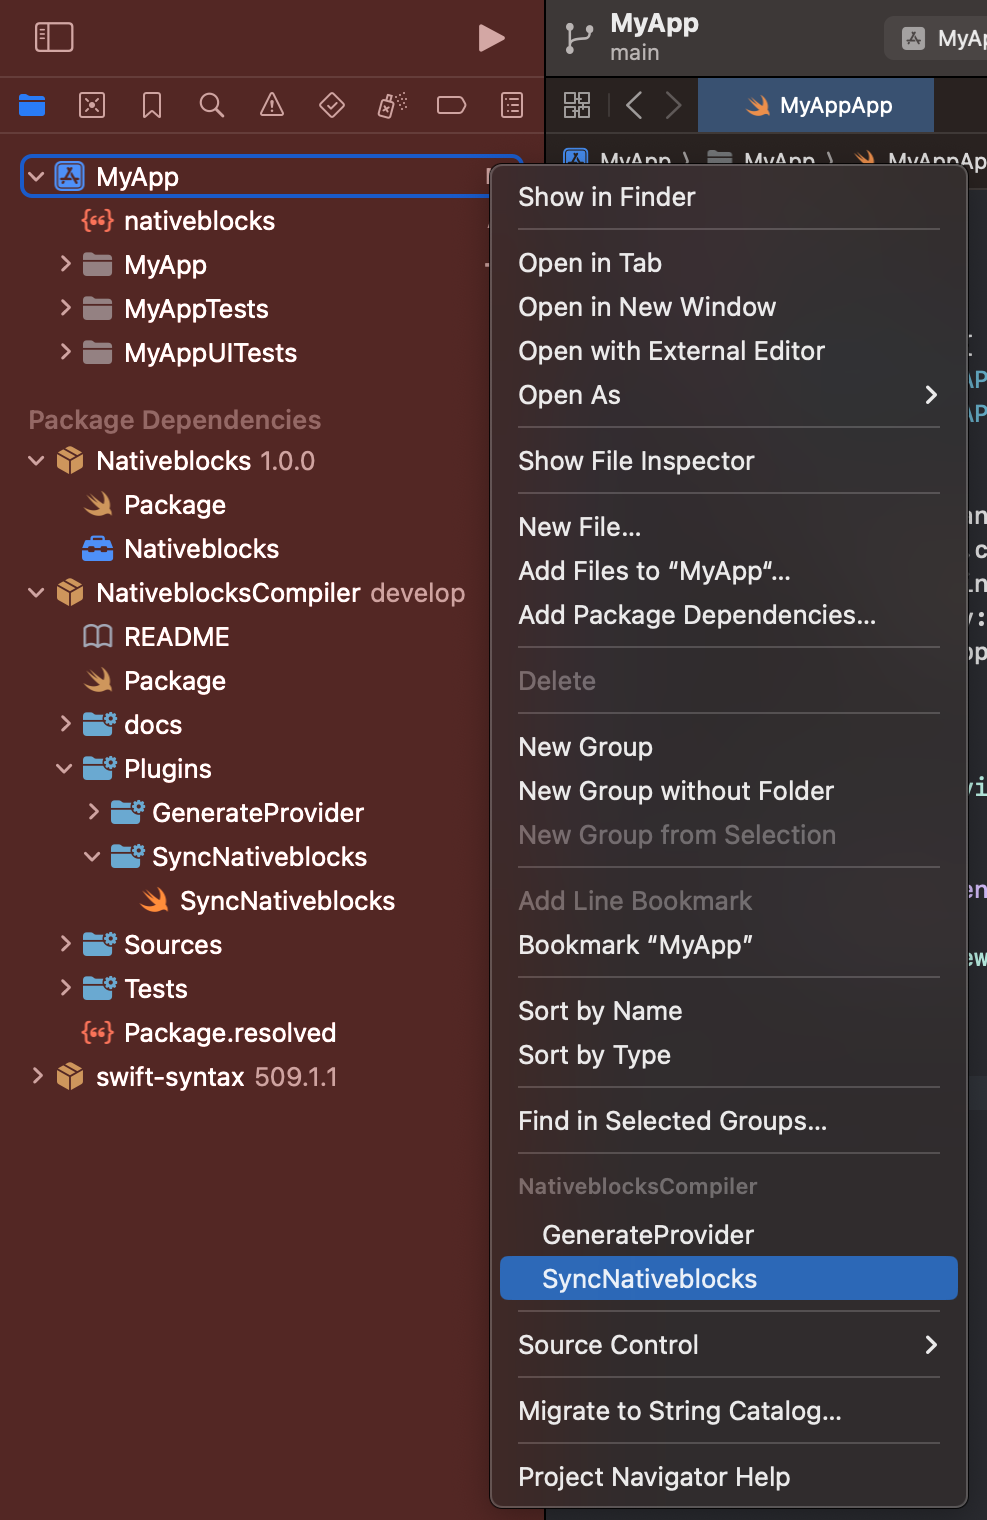 MyApp
main
MyAp
MyAppApp
MyApp
MyApp
MyAppAp
MyApp
nativeblocks
MyApp
MyAppTests
MyAppUITests
Package Dependencies
Nativeblocks 1.0.0
Package
Nativeblocks
NativeblocksCompiler develop
README
Package
docs
Plugins
GenerateProvider
SyncNativeblocks
SyncNativeblocks
Sources
Tests
Package.resolved
swift-syntax 509.1.1
Show in Finder
Open in Tab
Open in New Window
Open with External Editor
Open As
Show File Inspector
New File...
Add Files to “MyApp“...
Add Package Dependencies...
Delete
New Group
New Group without Folder
New Group from Selection
Add Line Bookmark
Bookmark “MyApp”
Sort by Name
Sort by Type
Find in Selected Groups...
NativeblocksCompiler
GenerateProvider
SyncNativeblocks
Source Control
Migrate to String Catalog...
Project Navigator Help